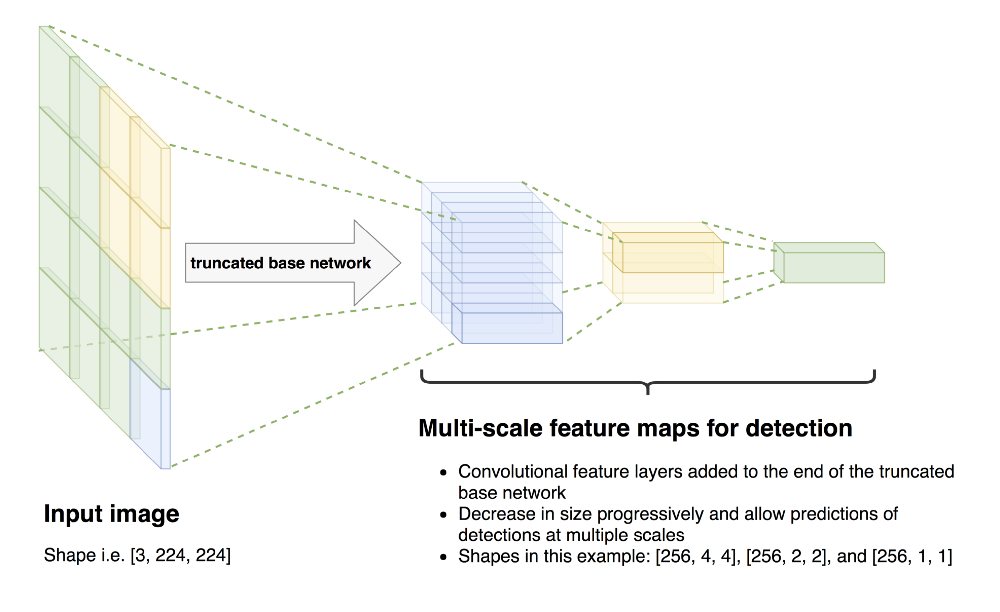 truncated base network
Multi-scale feature maps for detection
• Convolutional feature layers added to the end of the truncated
base network
• Decrease in size progressively and allow predictions of
detections at multiple scales
• Shapes in this example: [256, 4, 4], [256, 2, 2], and [256, 1, 1]
Input image
Shape i.e. [3, 224, 224]